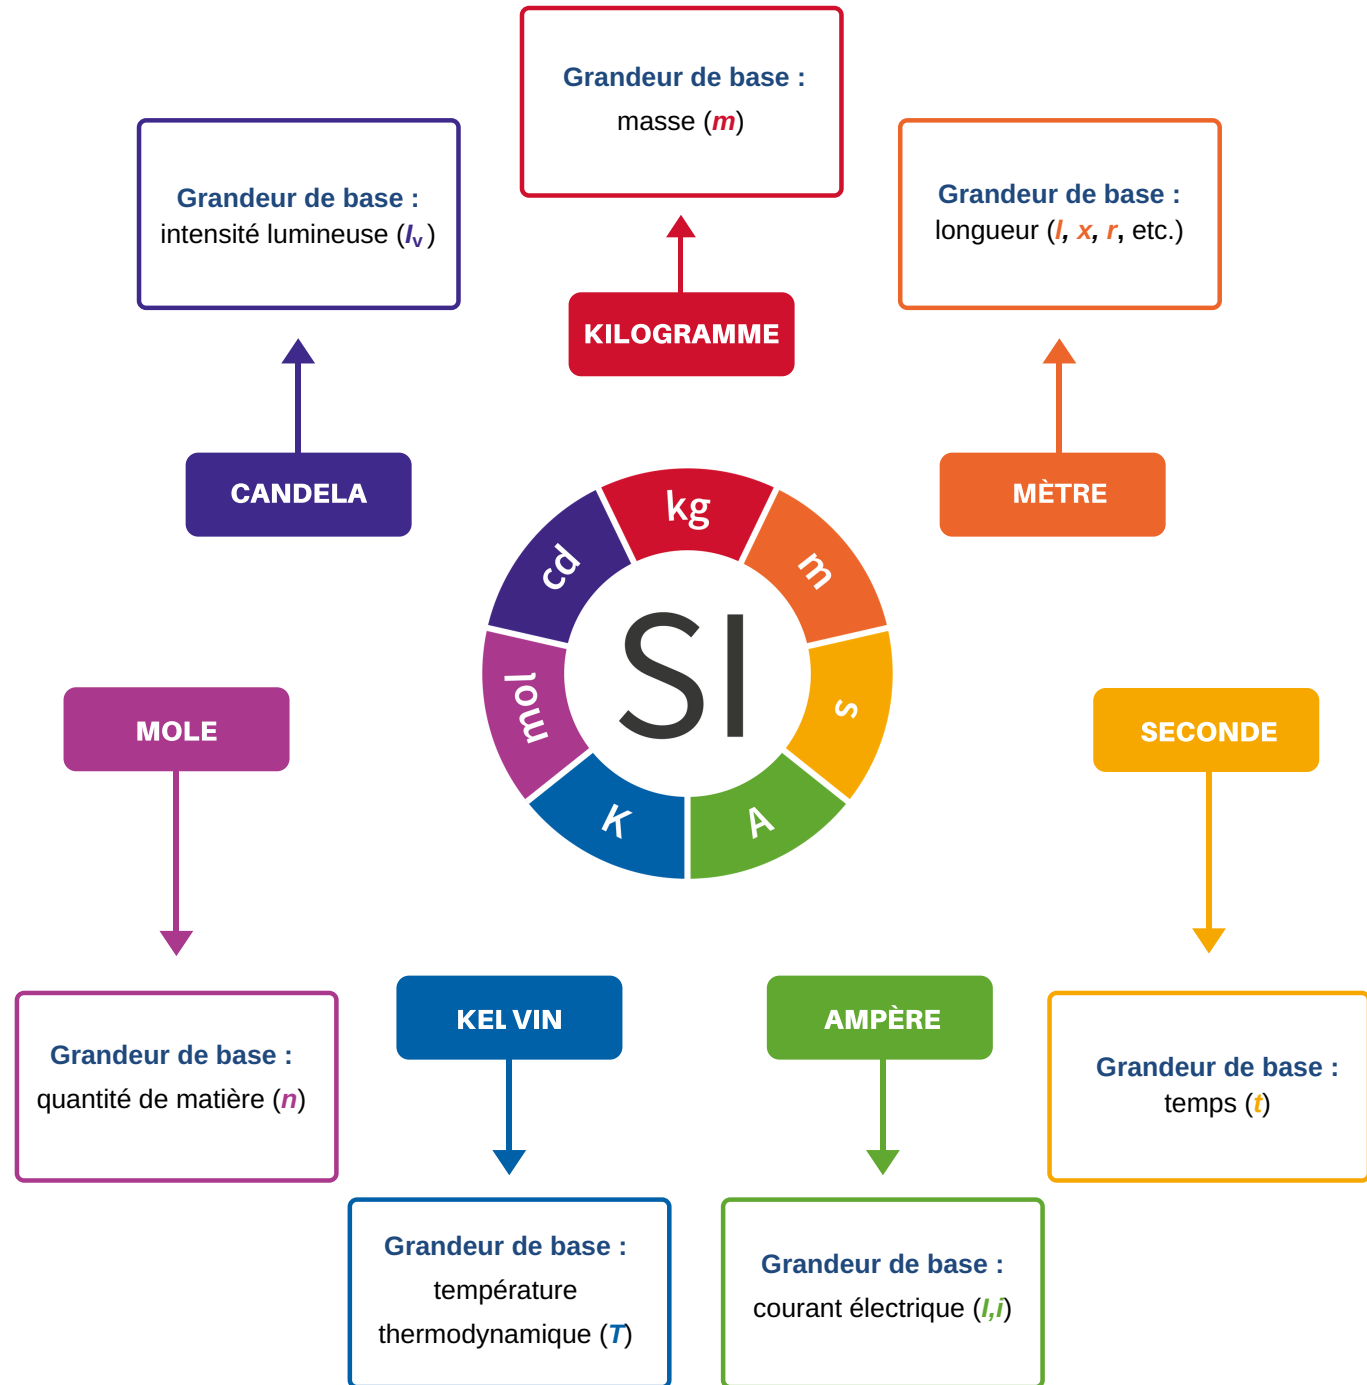 Grandeur de base :
masse (m)
Grandeur de base :
intensité lumineuse (Iv)
Grandeur de base :
longueur (l, x, r, etc.)
KILOGRAMME
CANDELA
MÈTRE
kg
cd
m
SI
mol
s
K
A
MOLE
SECONDE
KELVIN
AMPÈRE
Grandeur de base :
quantité de matière (n)
Grandeur de base :
temps (t)
Grandeur de base :
température
thermodynamique (T)
Grandeur de base :
courant électrique (I,i)